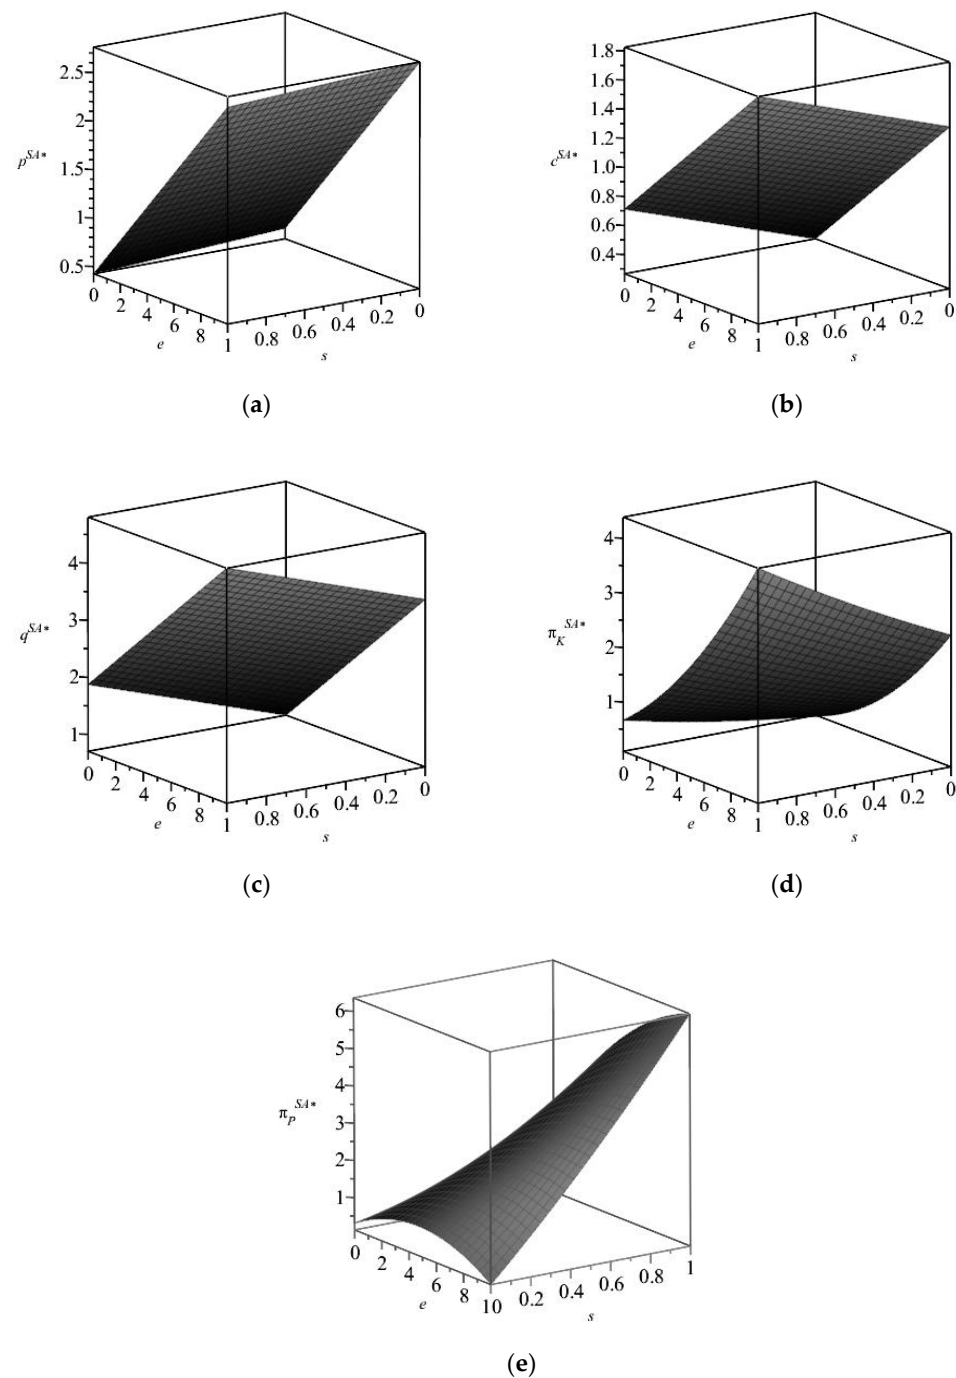 2.5
2
p^SA*
1.5
1
0.5
0 2 4 6 8 1 0.8 0.6 0.4 0.2 0
e s
(a)
1.8
1.6
1.4
1.2
c^SA*
1.0
0.8
0.6
0.4
0 2 4 6 8 1 0.8 0.6 0.4 0.2 0
e s
(b)
4
3
q^SA*
2
1
0 2 4 6 8 1 0.8 0.6 0.4 0.2 0
e s
(c)
4
3
π_K^SA*
2
1
0 2 4 6 8 1 0.8 0.6 0.4 0.2 0
e s
(d)
6
5
4
π_P^SA*
3
2
1
0 2 4 6 8 10 0.2 0.4 0.6 0.8 1
e s
(e)